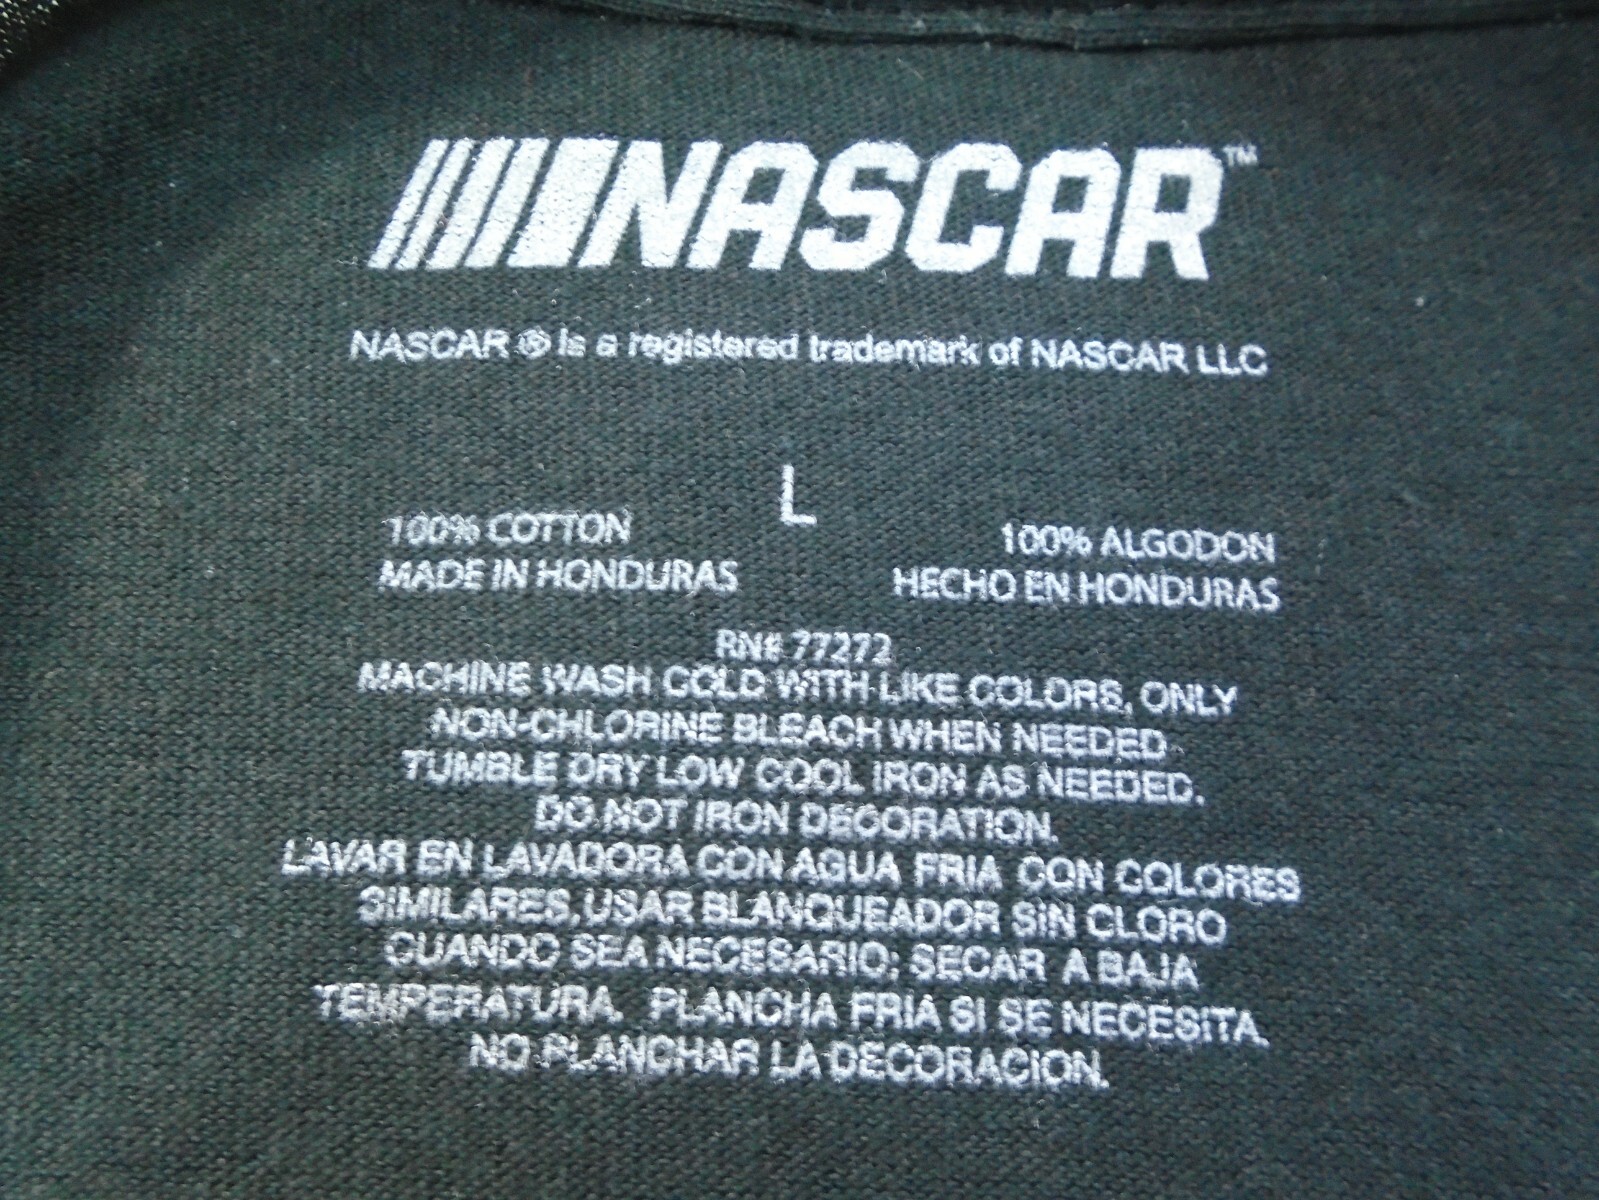 NASCAR™
NASCAR ® is a registered trademark of NASCAR LLC
L
100% COTTON
MADE IN HONDURAS
100% ALGODON
HECHO EN HONDURAS
RN# 77272
MACHINE WASH COLD WITH LIKE COLORS, ONLY
NON-CHLORINE BLEACH WHEN NEEDED
TUMBLE DRY LOW COOL IRON AS NEEDED.
DO NOT IRON DECORATION.
LAVAR EN LAVADORA CON AGUA FRIA CON COLORES
SIMILARES, USAR BLANQUEADOR SIN CLORO
CUANDO SEA NECESARIO; SECAR A BAJA
TEMPERATURA. PLANCHA FRIA SI SE NECESITA.
NO PLANCHAR LA DECORACION.